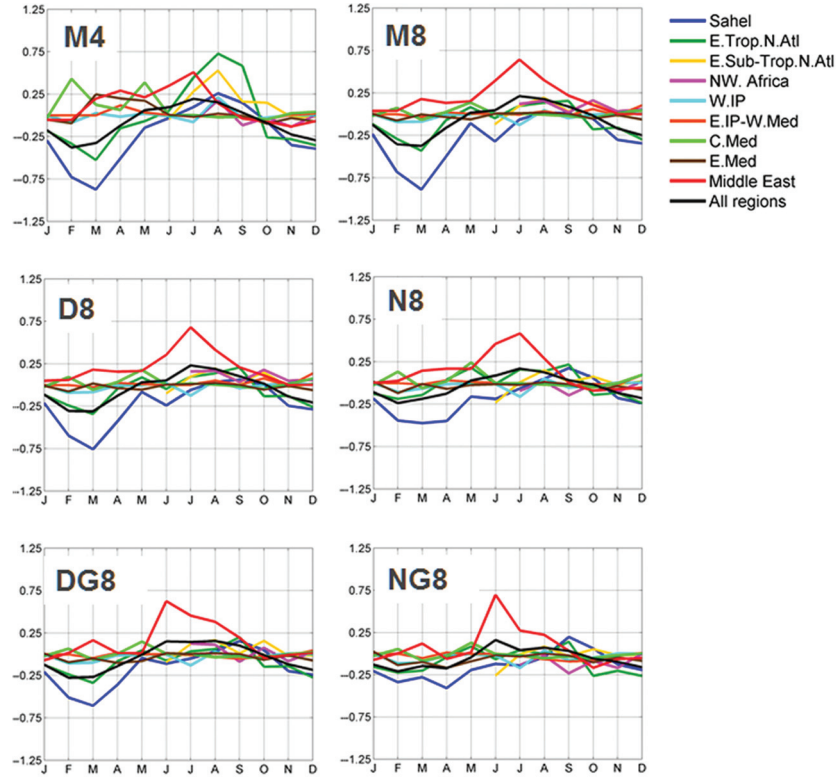 M4
1.25
0.75
0.25
−0.25
−0.75
−1.25
J F M A M J J A S O N D
M8
1.25
0.75
0.25
−0.25
−0.75
−1.25
J F M A M J J A S O N D
Sahel
E.Trop.N.Atl
E.Sub-Trop.N.Atl
NW. Africa
W.IP
E.IP-W.Med
C.Med
E.Med
Middle East
All regions
D8
1.25
0.75
0.25
−0.25
−0.75
−1.25
J F M A M J J A S O N D
N8
1.25
0.75
0.25
−0.25
−0.75
−1.25
J F M A M J J A S O N D
DG8
1.25
0.75
0.25
−0.25
−0.75
−1.25
J F M A M J J A S O N D
NG8
1.25
0.75
0.25
−0.25
−0.75
−1.25
J F M A M J J A S O N D